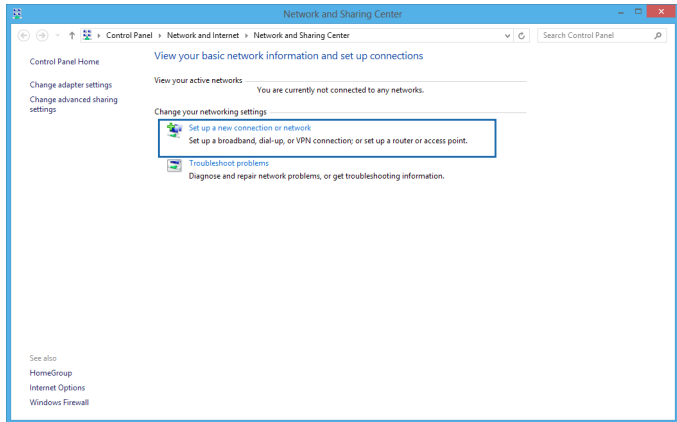 Network and Sharing Center
Control Panel Network and Internet Network and Sharing Center
Search Control Panel
Control Panel Home
Change adapter settings
Change advanced sharing
settings
View your basic network information and set up connections
View your active networks
You are currently not connected to any networks.
Change your networking settings
Set up a new connection or network
Set up a broadband, dial-up, or VPN connection; or set up a router or access point.
Troubleshoot problems
Diagnose and repair network problems, or get troubleshooting information.
See also
HomeGroup
Internet Options
Windows Firewall